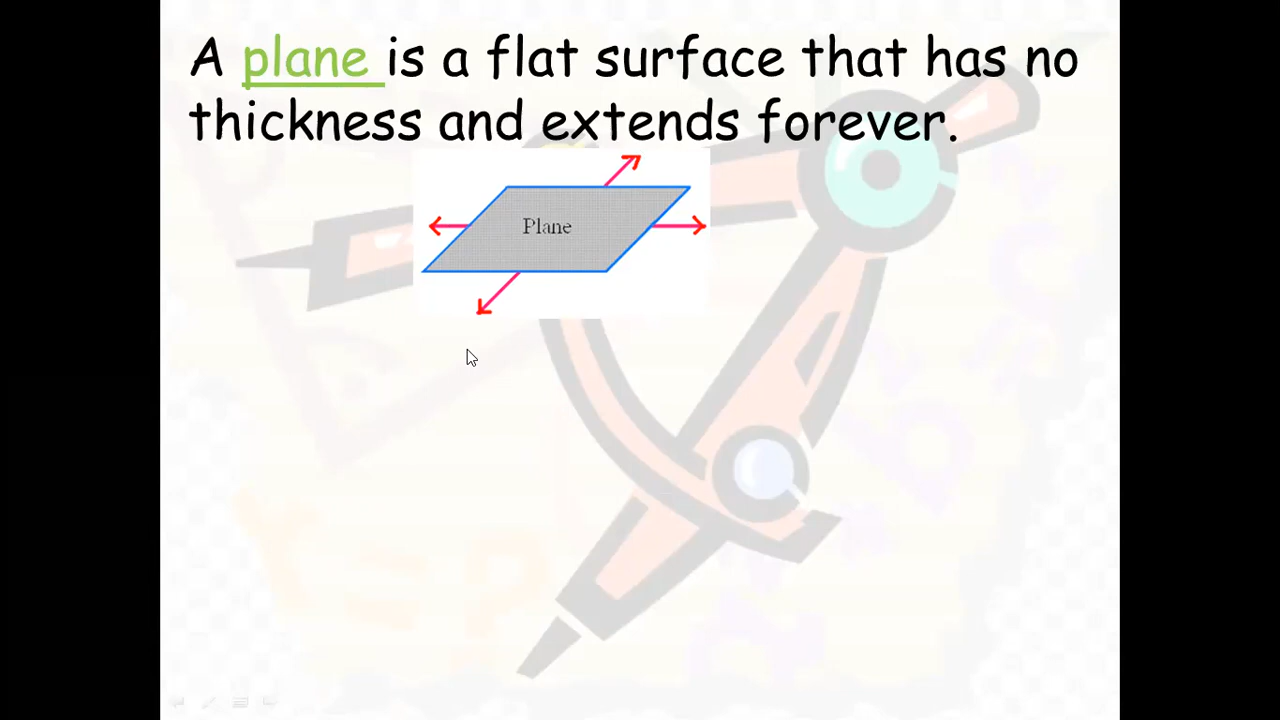 A plane is a flat surface that has no
thickness and extends forever.
Plane